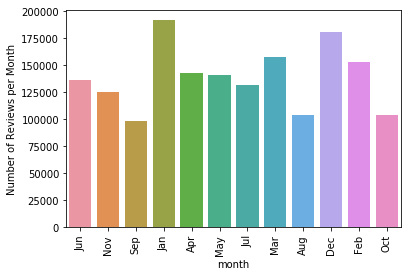 Number of Reviews per Month
200000
175000
150000
125000
100000
75000
50000
25000
0
Jun
Nov
Sep
Jan
Apr
May
Jul
Mar
Aug
Dec
Feb
Oct
month